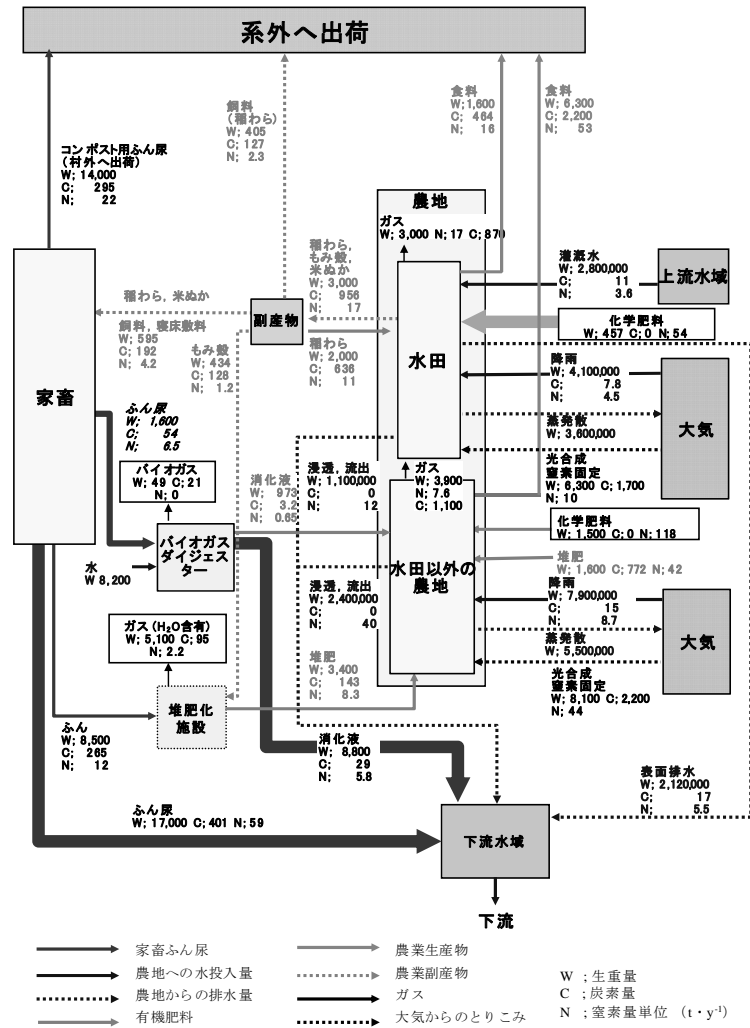 系外へ出荷
食料
W;1,600
C; 464
N; 16
食料
W; 6,300
C; 2,200
N; 53
飼料
(稲わら)
W; 405
C; 127
N; 2.3
コンポスト用ふん尿
(村外へ出荷)
W; 14,000
C; 295
N; 22
農地
ガス
W; 3,000 N; 17 C; 870
稲わら,
もみ殻,
米ぬか
W; 3,000
C; 956
N; 17
灌漑水
W; 2,800,000
C; 11
N; 3.6
上流水域
稲わら, 米ぬか
副産物
化学肥料
W; 457 C; 0 N; 54
飼料, 寝床敷料
W; 595
C; 192
N; 4.2
もみ殻
W; 434
C; 128
N; 1.2
稲わら
W; 2,000
C; 636
N; 11
水田
降雨
W; 4,100,000
C; 7.8
N; 4.5
家畜
大気
蒸発散
W; 3,600,000
ふん尿
W; 1,600
C; 54
N; 6.5
光合成
窒素固定
W; 6,300 C; 1,700
N; 10
バイオガス
W; 49 C; 21
N; 0
消化液
W; 973
C; 3.2
N; 0.65
浸透, 流出
W; 1,100,000
C; 0
N; 12
ガス
W; 3,900
N; 7.6
C; 1,100
化学肥料
W; 1,500 C; 0 N; 118
バイオガス
ダイジェス
ター
水
W 8,200
水田以外の
農地
堆肥
W; 1,600 C; 772 N; 42
浸透, 流出
W; 2,400,000
C; 0
N; 40
降雨
W; 7,900,000
C; 15
N; 8.7
大気
ガス (H₂O含有)
W; 5,100 C; 95
N; 2.2
蒸発散
W; 5,500,000
堆肥
W; 3,400
C; 143
N; 8.3
光合成
窒素固定
W; 8,100 C; 2,200
N; 44
堆肥化
施設
ふん
W; 8,500
C; 265
N; 12
消化液
W; 8,800
C; 29
N; 5.8
表面排水
W; 2,120,000
C; 17
N; 5.5
ふん尿
W; 17,000 C; 401 N; 59
下流水域
下流
家畜ふん尿
農地への水投入量
農地からの排水量
有機肥料
農業生産物
農業副産物
ガス
大気からのとりこみ
W ; 生重量
C ; 炭素量
N ; 窒素量単位 (t・y⁻¹)